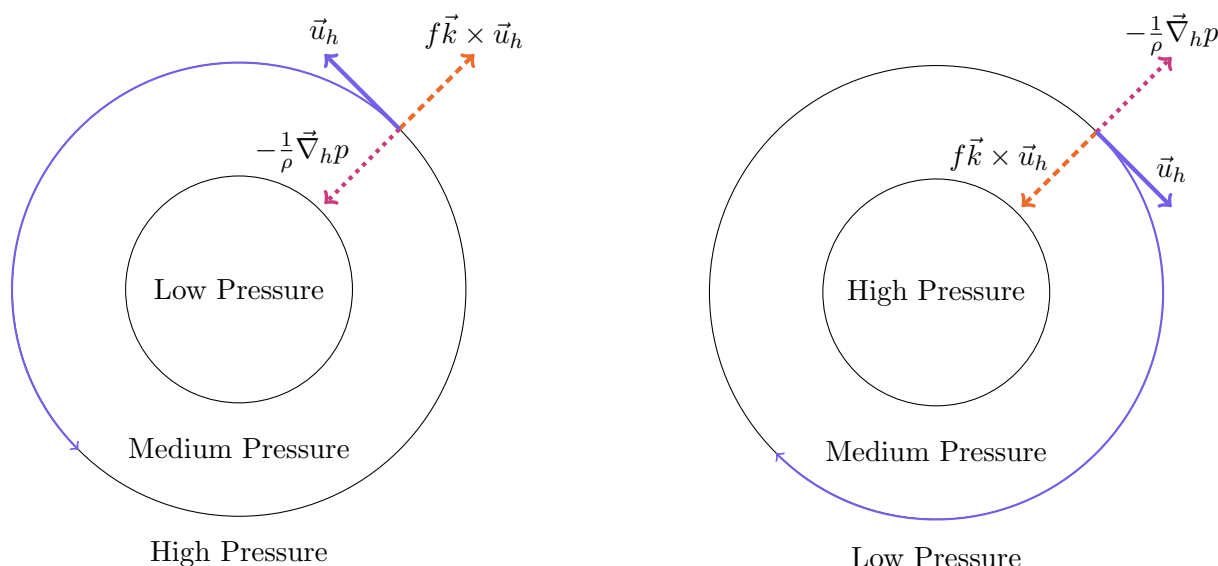 $\vec{u}_h$
$f\vec{k} \times \vec{u}_h$
$-\frac{1}{\rho}\vec{\nabla}_h p$
Low Pressure
Medium Pressure
High Pressure
$-\frac{1}{\rho}\vec{\nabla}_h p$
$f\vec{k} \times \vec{u}_h$
$\vec{u}_h$
High Pressure
Medium Pressure
Low Pressure